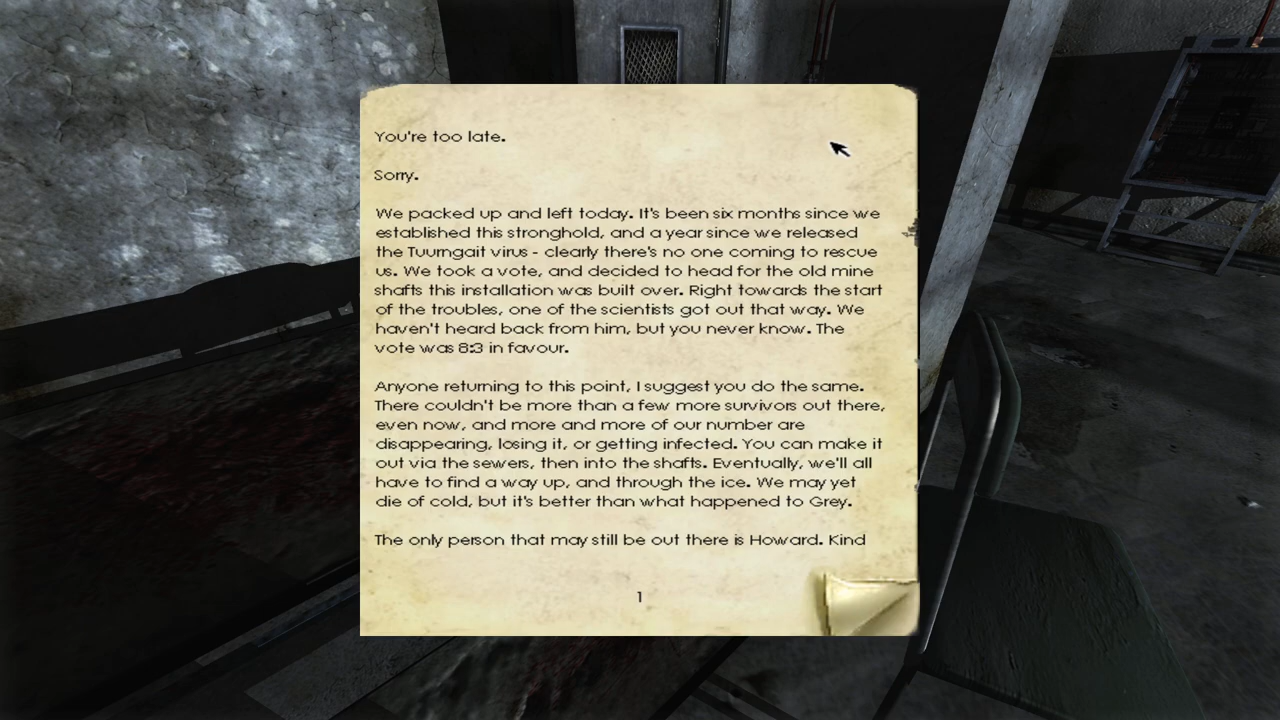 You're too late.
Sorry.
We packed up and left today. It's been six months since we
established this stronghold, and a year since we released
the Tuurngait virus - clearly there's no one coming to rescue
us. We took a vote, and decided to head for the old mine
shafts this installation was built over. Right towards the start
of the troubles, one of the scientists got out that way. We
haven't heard back from him, but you never know. The
vote was 8:3 in favour.
Anyone returning to this point, I suggest you do the same.
There couldn't be more than a few more survivors out there,
even now, and more and more of our number are
disappearing, losing it, or getting infected. You can make it
out via the sewers, then into the shafts. Eventually, we'll all
have to find a way up, and through the ice. We may yet
die of cold, but it's better than what happened to Grey.
The only person that may still be out there is Howard. Kind
1